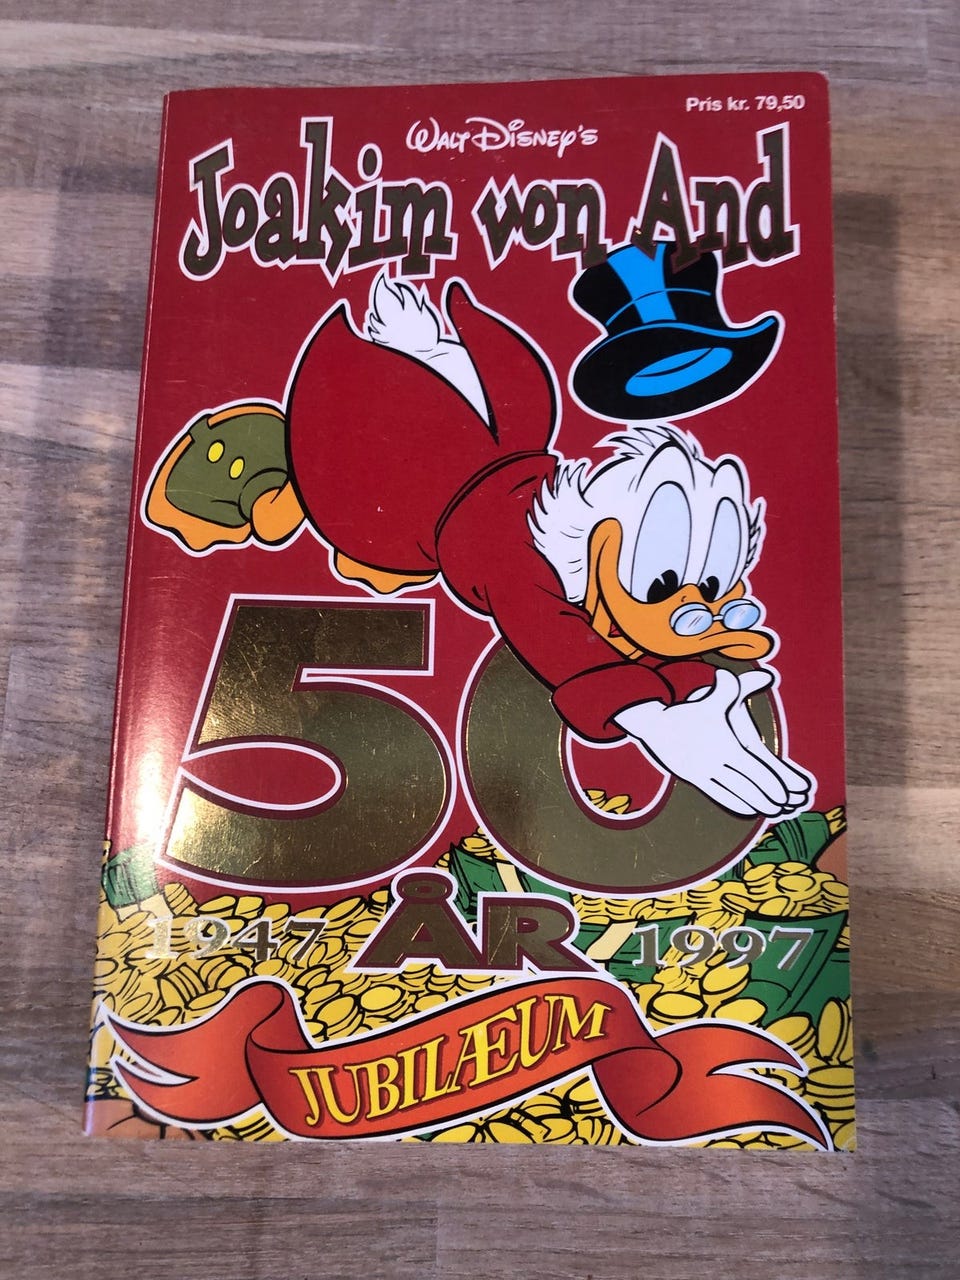 Pris kr. 79,50
WALT DISNEY'S
Joakim von And
50
1947 ÅR 1997
JUBILÆUM